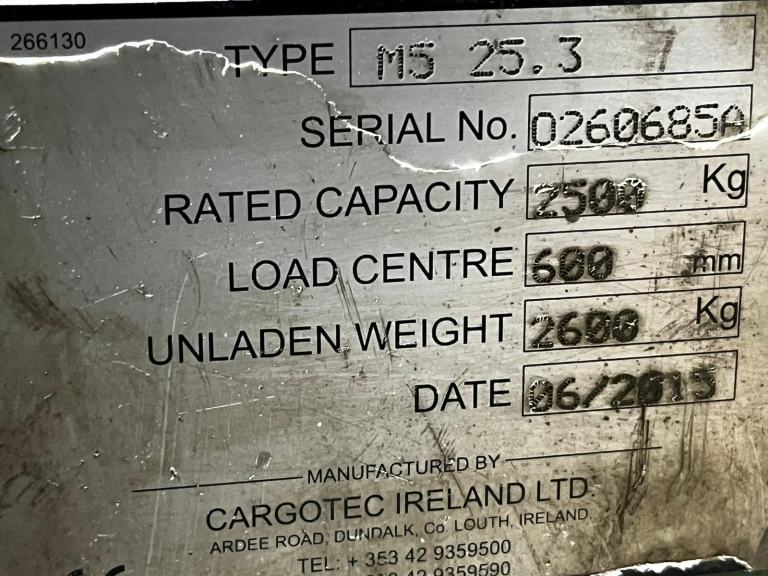 266130
TYPE M5 25.3
SERIAL No. 0260685A
RATED CAPACITY 2500 Kg
LOAD CENTRE 600 mm
UNLADEN WEIGHT 2600 Kg
DATE 06/2015
MANUFACTURED BY
CARGOTEC IRELAND LTD.
ARDEE ROAD, DUNDALK, Co. LOUTH, IRELAND
TEL: + 353 42 9359500
42 9359590